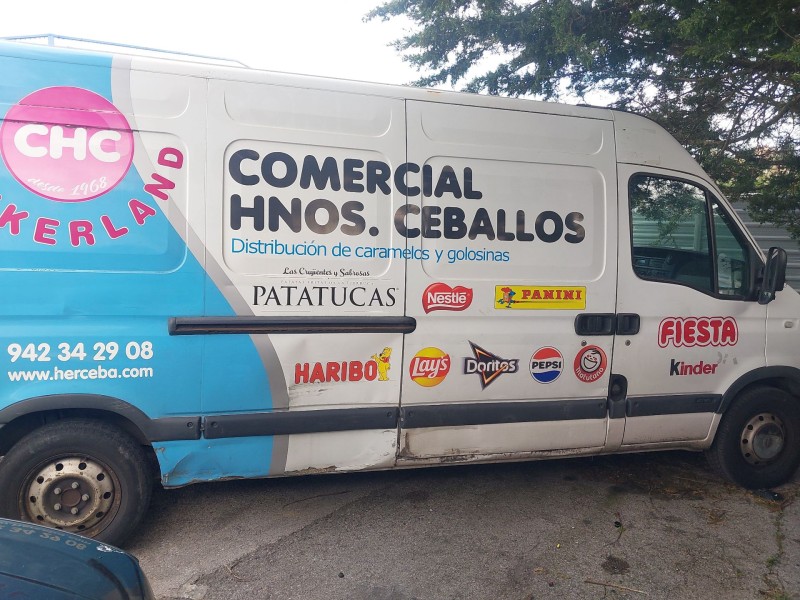 CHC
desde 1968
KERLAND
COMERCIAL
HNOS. CEBALLOS
Distribución de caramelos y golosinas
Las Crujientes y Sabrosas
PATATUCAS
Nestlé
PANINI
942 34 29 08
www.herceba.com
HARIBO
Lay's
Doritos
PEPSI
FIESTA
Kinder